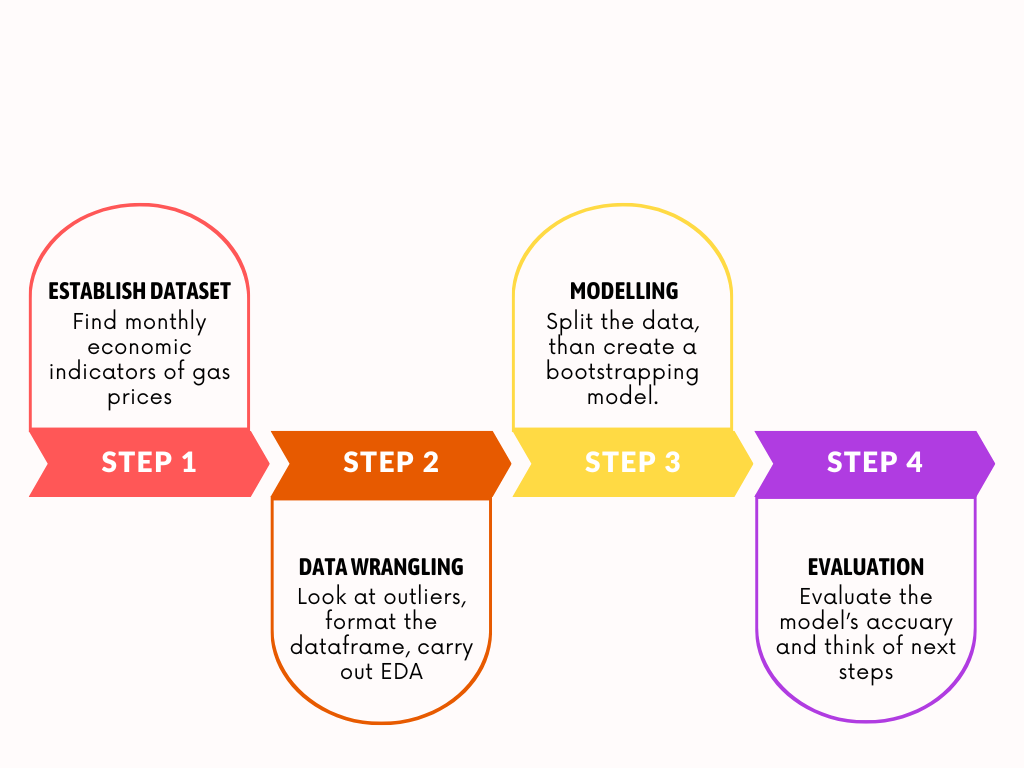 ESTABLISH DATASET
Find monthly
economic
indicators of gas
prices
STEP 1
STEP 2
DATA WRANGLING
Look at outliers,
format the
dataframe, carry
out EDA
MODELLING
Split the data,
than create a
bootstrapping
model.
STEP 3
STEP 4
EVALUATION
Evaluate the
model's accuary
and think of next
steps